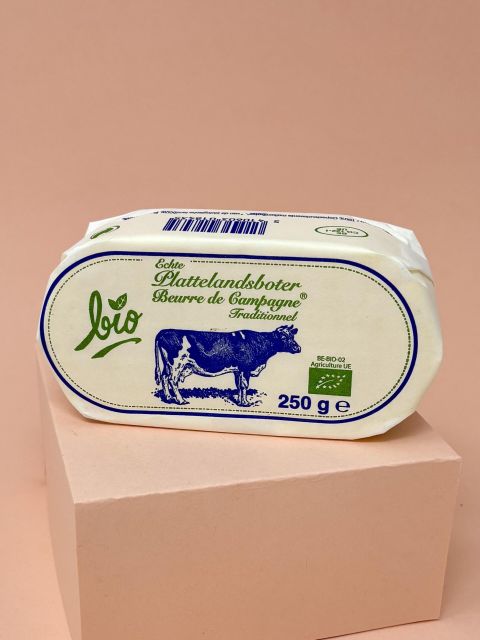 Echte
Plattelandsboter
Beurre de Campagne®
Traditionnel
bio
BE-BIO-02
Agriculture UE
250 g e